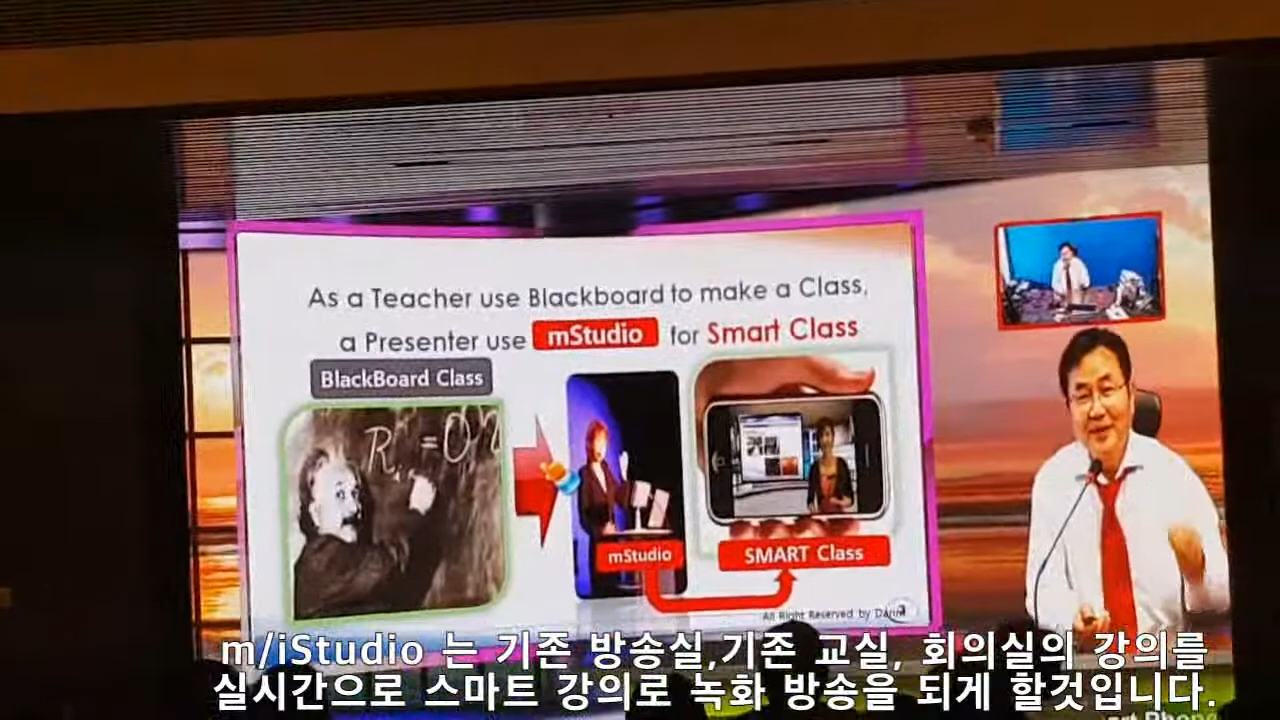 As a Teacher use Blackboard to make a Class,
a Presenter use mStudio for Smart Class
BlackBoard Class
mStudio
SMART Class
All Right Reserved by
m/iStudio 는 기존 방송실,기존 교실, 회의실의 강의를
실시간으로 스마트 강의로 녹화 방송을 되게 할것입니다.